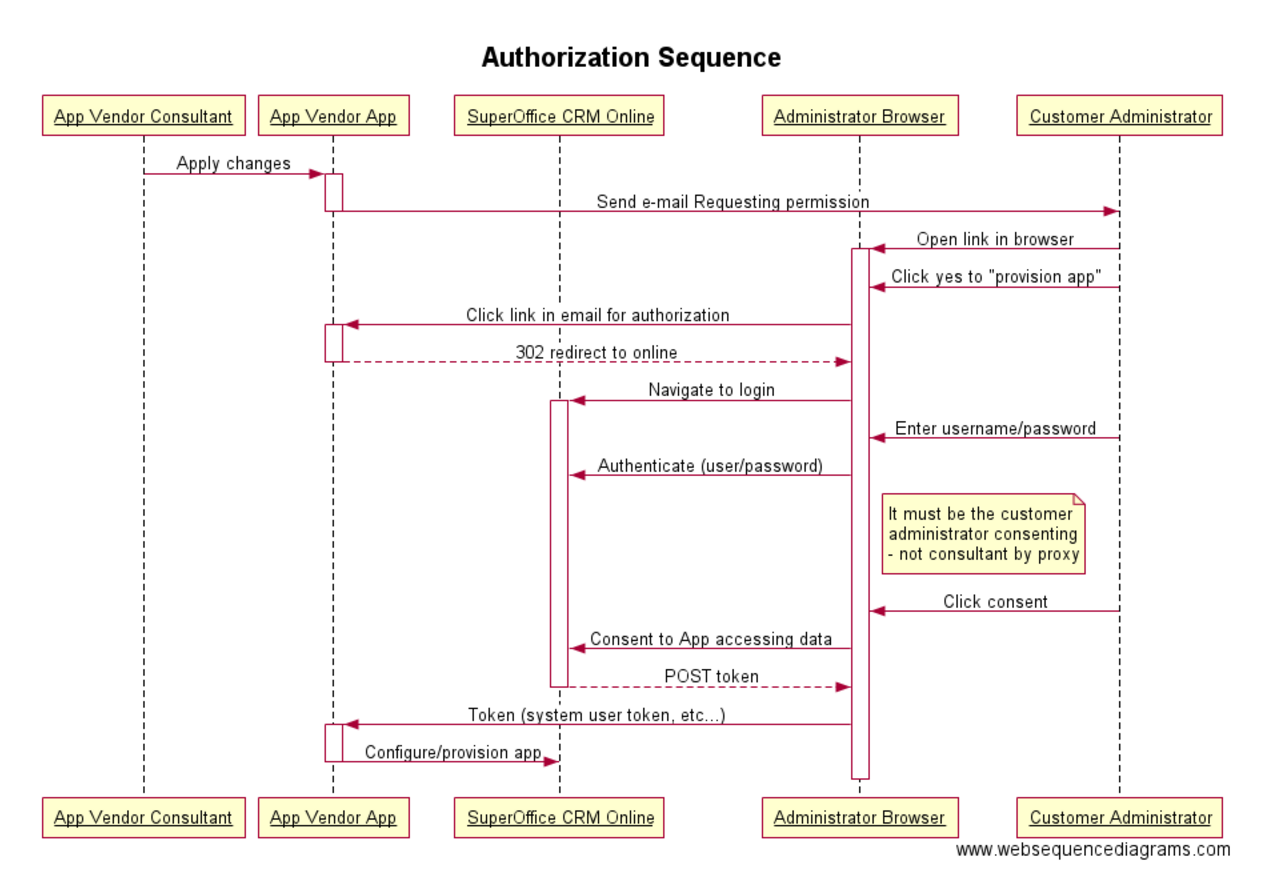 Authorization Sequence
App Vendor Consultant
App Vendor App
SuperOffice CRM Online
Administrator Browser
Customer Administrator
Apply changes
Send e-mail Requesting permission
Open link in browser
Click yes to "provision app"
Click link in email for authorization
302 redirect to online
Navigate to login
Enter username/password
Authenticate (user/password)
It must be the customer
administrator consenting
- not consultant by proxy
Click consent
Consent to App accessing data
POST token
Token (system user token, etc...)
Configure/provision app
App Vendor Consultant
App Vendor App
SuperOffice CRM Online
Administrator Browser
Customer Administrator
www.websequencediagrams.com